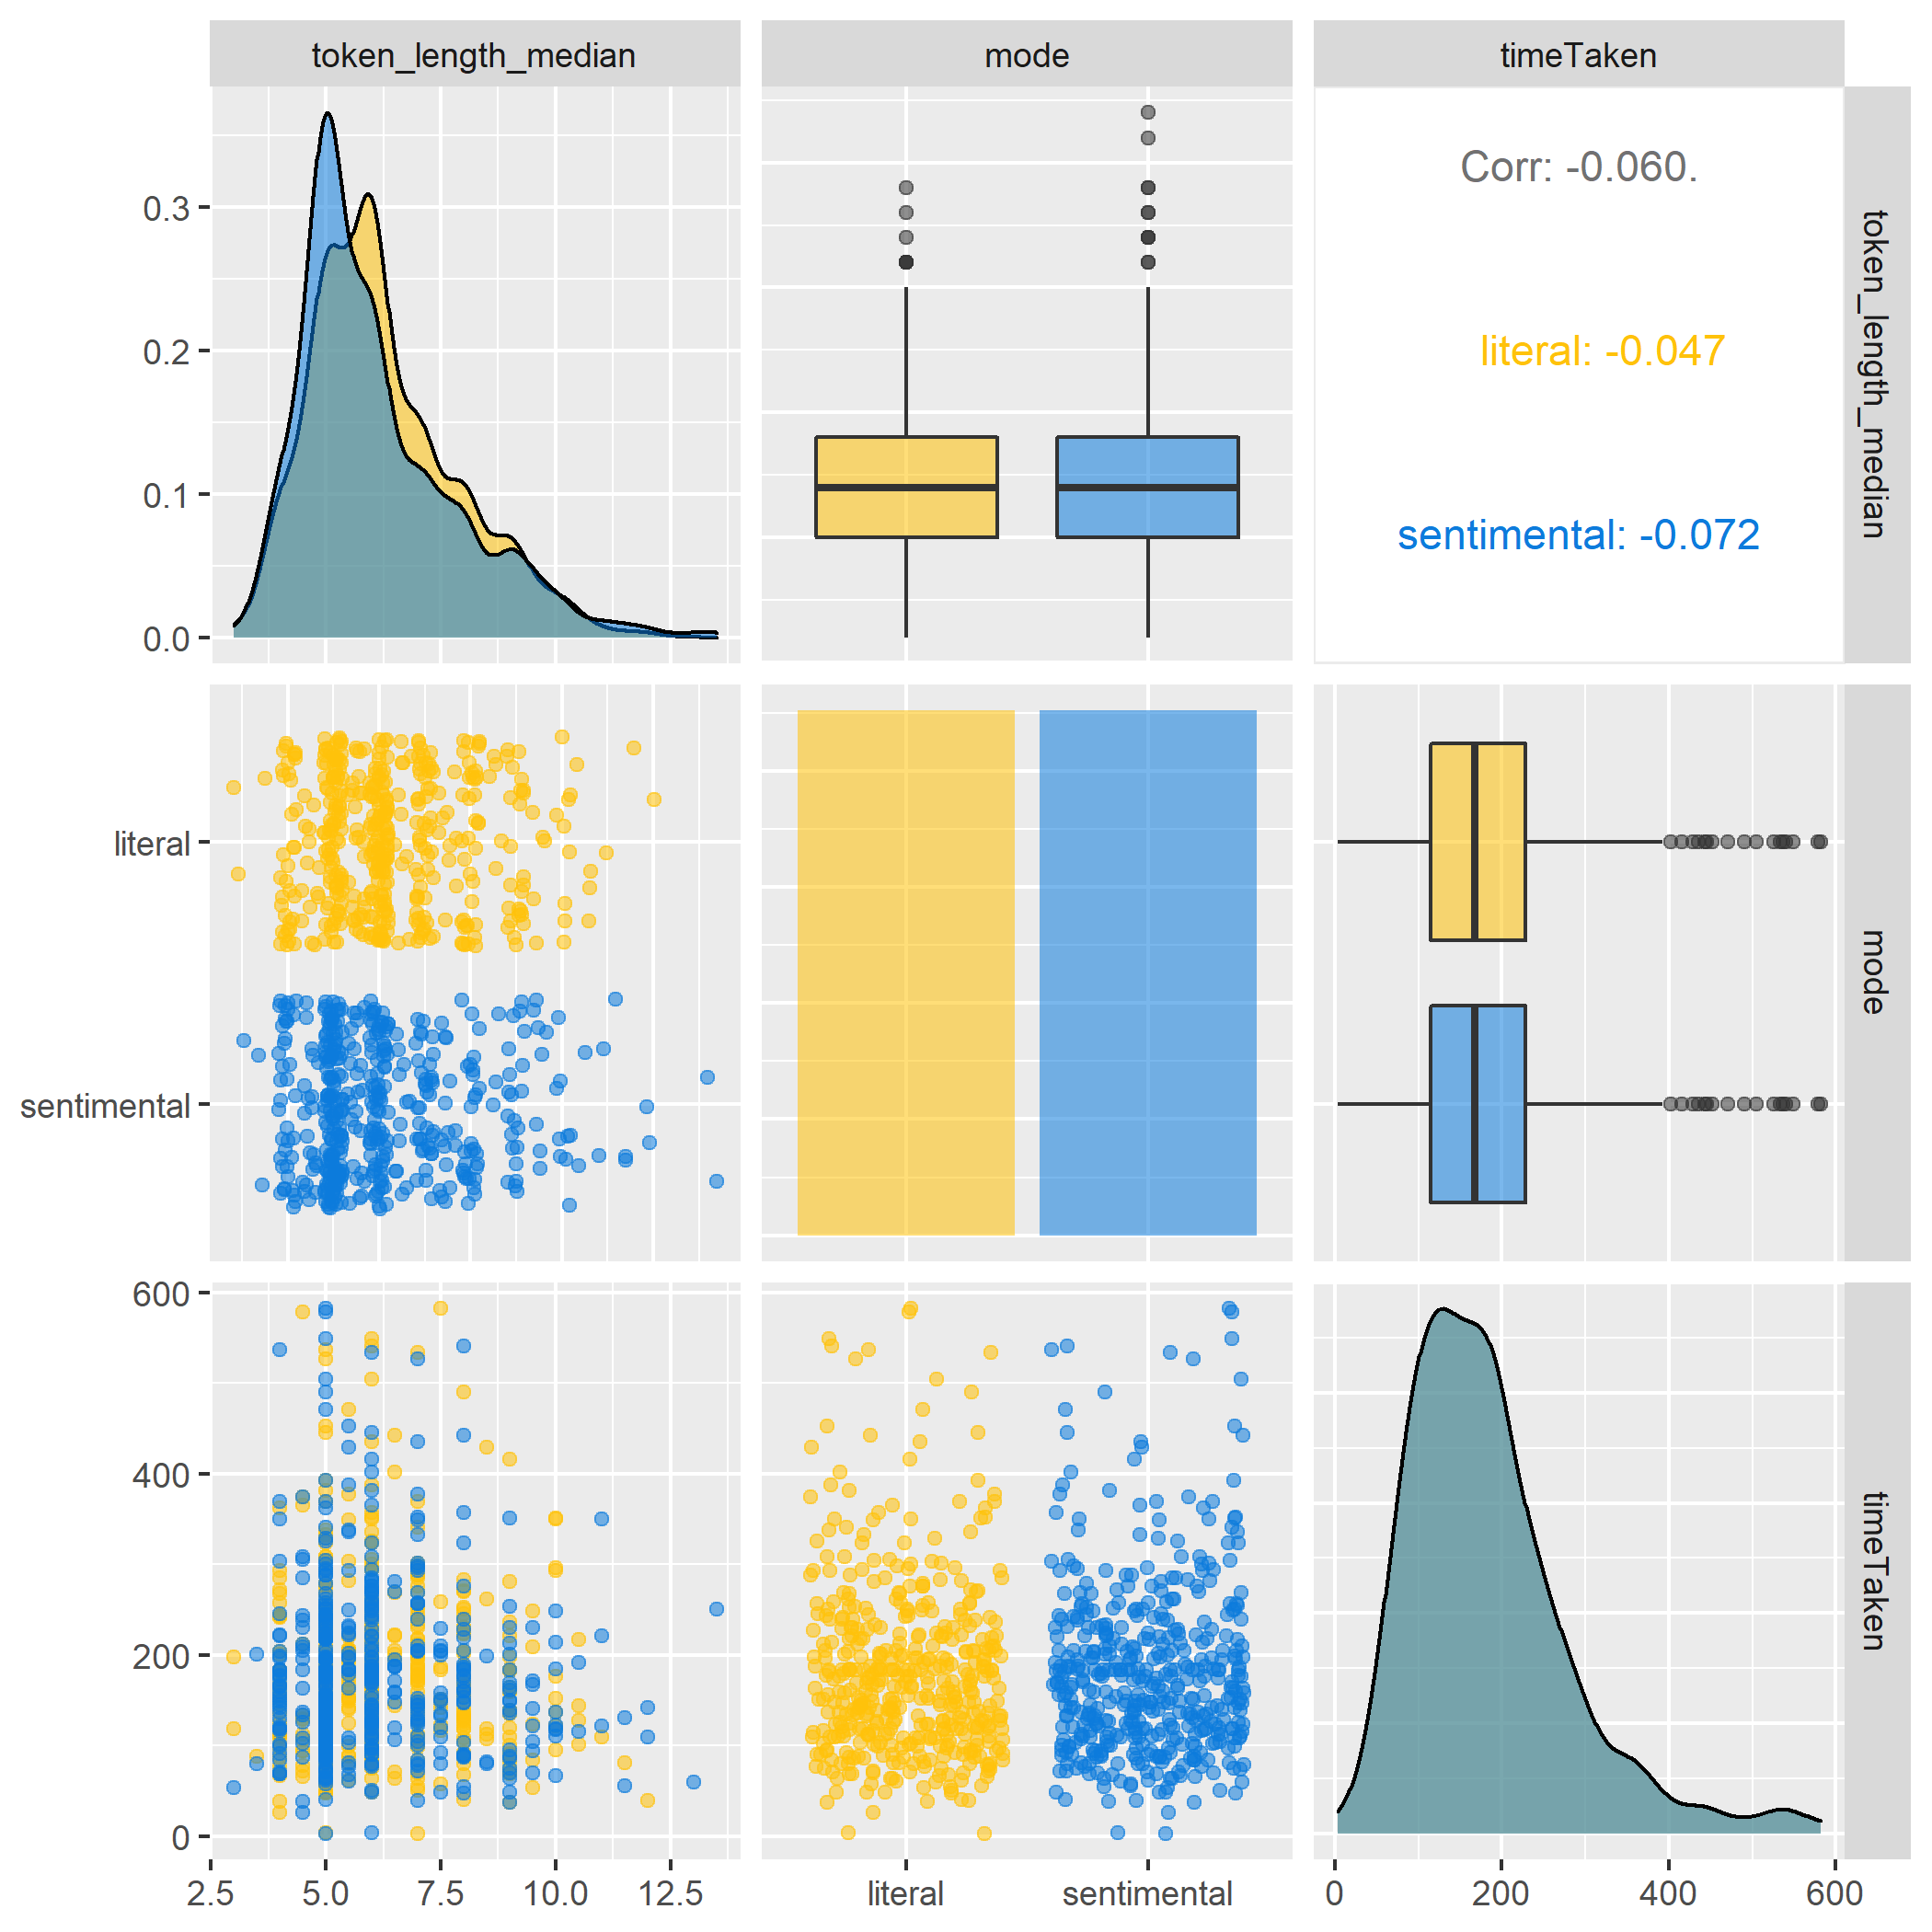 token_length_median
mode
timeTaken
0.3
0.2
0.1
0.0
Corr: -0.060.
literal: -0.047
sentimental: -0.072
token_length_median
literal
sentimental
mode
600
400
200
0
timeTaken
2.5 5.0 7.5 10.0 12.5
literal sentimental
0 200 400 600